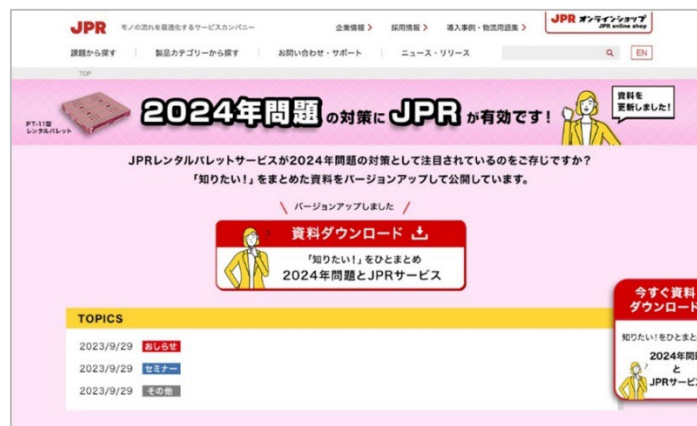 JPR モノの流れを最適化するサービスカンパニー
企業情報
採用情報
導入事例・物流用語集
JPR オンラインショップ
JPR online shop
課題から探す
製品カテゴリーから探す
お問い合わせ・サポート
ニュース・リリース
EN
TOP
PT-11型
レンタルパレット
2024年問題の対策にJPRが有効です!
資料を
更新しました!
JPRレンタルパレットサービスが2024年問題の対策として注目されているのをご存じですか?
「知りたい!」をまとめた資料をバージョンアップして公開しています。
バージョンアップしました
資料ダウンロード
「知りたい!」をひとまとめ
2024年問題とJPRサービス
今すぐ資料
ダウンロード
知りたい!をひとまと
2024年問
と
JPRサービ
TOPICS
2023/9/29 おしらせ
2023/9/29 セミナー
2023/9/29 その他